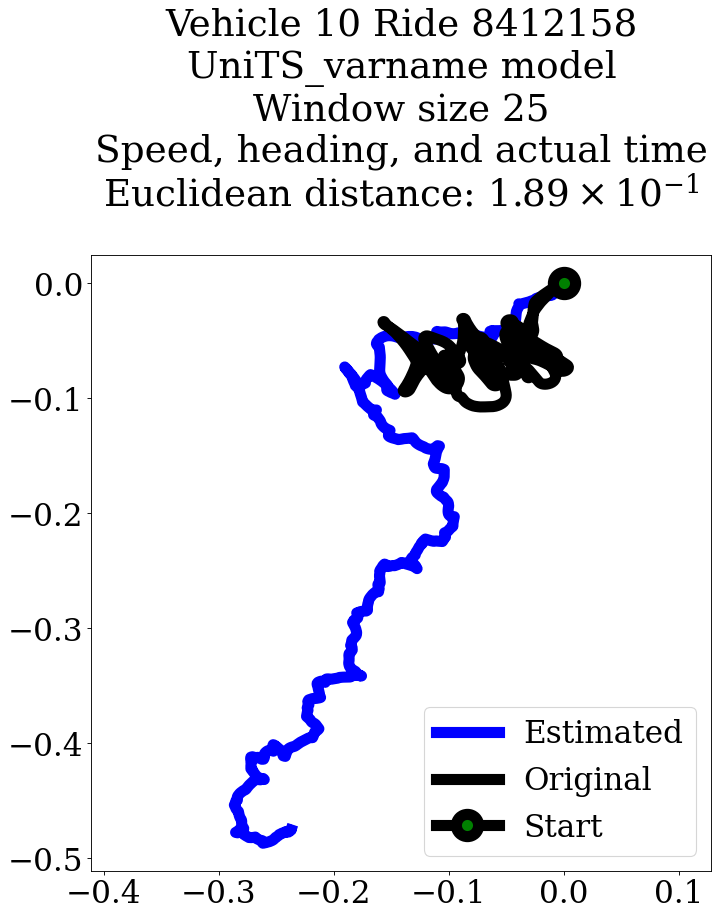 Vehicle 10 Ride 8412158
UniTS_varname model
Window size 25
Speed, heading, and actual time
Euclidean distance: 1.89 × 10⁻¹
0.0
−0.1
−0.2
−0.3
−0.4
−0.5
−0.4 −0.3 −0.2 −0.1 0.0 0.1
Estimated
Original
Start